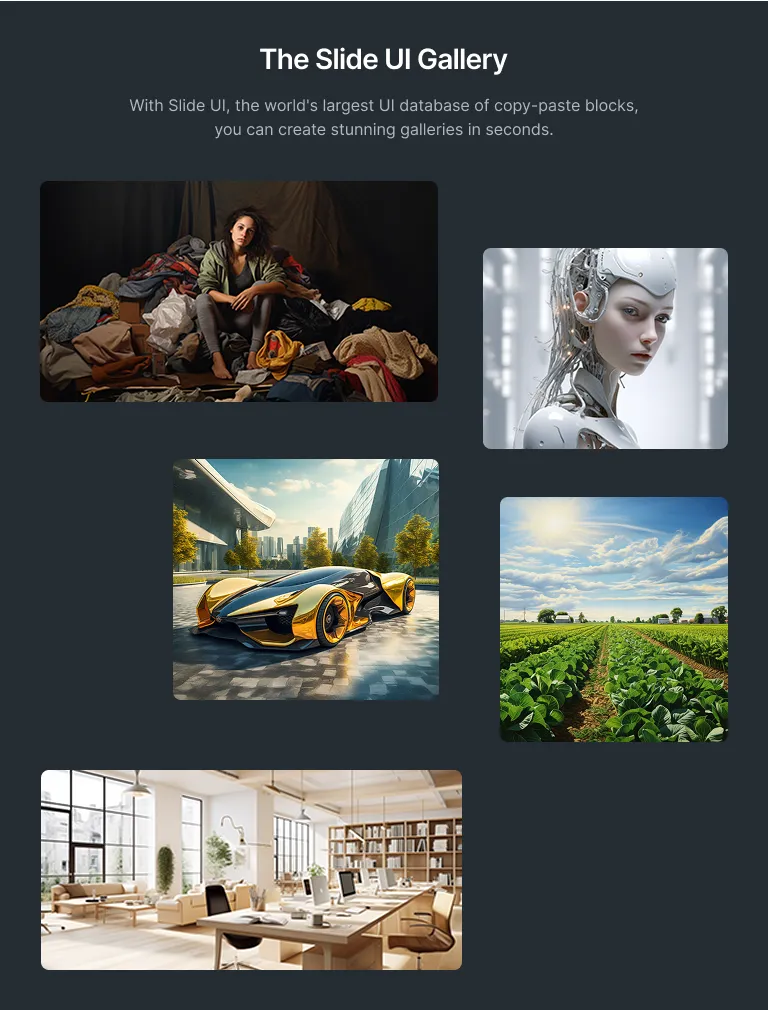 The Slide UI Gallery
With Slide UI, the world's largest UI database of copy-paste blocks,
you can create stunning galleries in seconds.